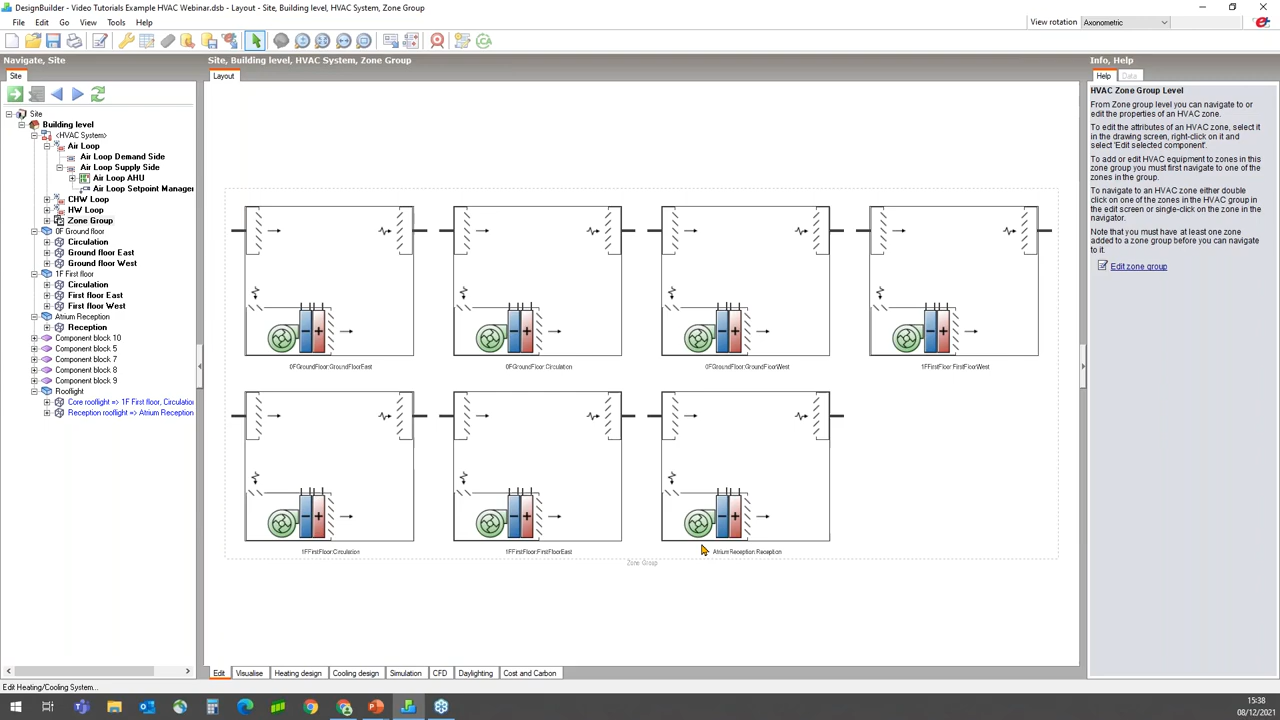 DesignBuilder - Video Tutorials Example HVAC Webinar.dsb - Layout - Site, Building level, HVAC System, Zone Group
File Edit Go View Tools Help
View rotation Axonometric
Navigate, Site
Site
Site
Building level
<HVAC System>
Air Loop
Air Loop Demand Side
Air Loop Supply Side
Air Loop AHU
Air Loop Setpoint Manager
CHW Loop
HW Loop
Zone Group
0F Ground floor
Circulation
Ground floor East
Ground floor West
1F First floor
Circulation
First floor East
First floor West
Atrium Reception
Reception
Component block 10
Component block 5
Component block 7
Component block 8
Component block 9
Rooflight
Core rooflight => 1F First floor, Circulation
Reception rooflight => Atrium Reception
Site, Building level, HVAC System, Zone Group
Layout
0FGroundFloor:GroundFloorEast
0FGroundFloor:Circulation
0FGroundFloor:GroundFloorWest
1FFirstFloor:FirstFloorWest
1FFirstFloor:Circulation
1FFirstFloor:FirstFloorEast
AtriumReception:Reception
Zone Group
Edit Visualise Heating design Cooling design Simulation CFD Daylighting Cost and Carbon
Info, Help
Help Data
HVAC Zone Group Level
From Zone group level you can navigate to or
edit the properties of an HVAC zone.
To edit the attributes of an HVAC zone, select it
in the drawing screen, right-click on it and
select 'Edit selected component'.
To add or edit HVAC equipment to zones in this
zone group you must first navigate to one of the
zones in the group.
To navigate to an HVAC zone either double
click on one of the zones in the HVAC group in
the edit screen or single-click on the zone in the
navigator.
Note that you must have at least one zone
added to a zone group before you can navigate
to it.
Edit zone group
Edit Heating/Cooling System...
15:38
08/12/2021